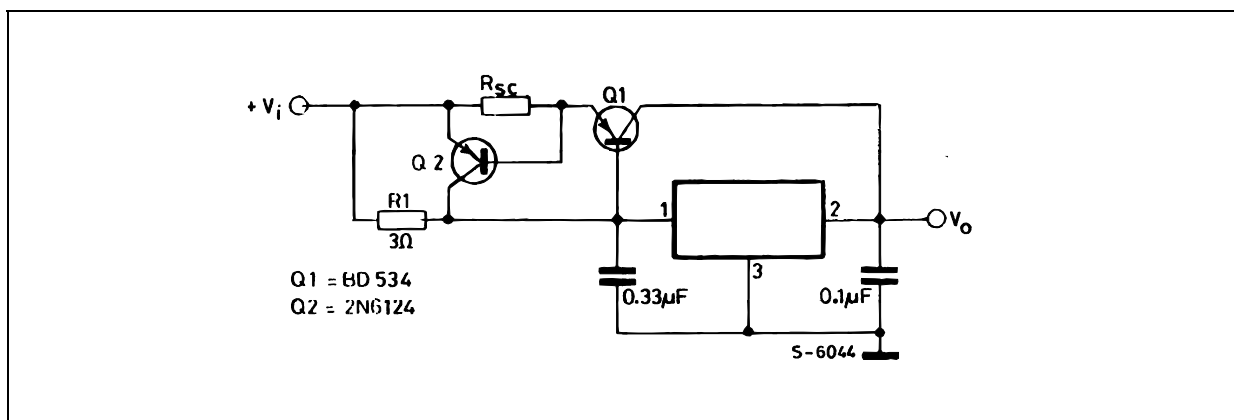 + Vi
Rsc
Q1
Q 2
R1
3Ω
1
2
3
Vo
0.33µF
0.1µF
Q1 = BD 534
Q2 = 2N6124
S-6044